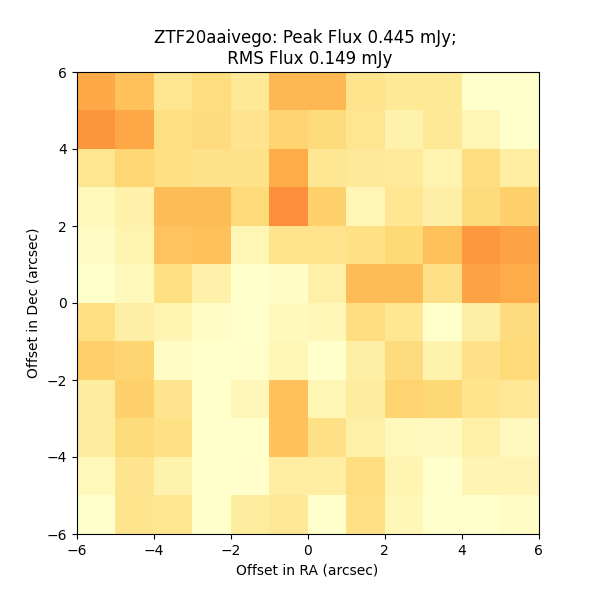 ZTF20aaivego: Peak Flux 0.445 mJy;
RMS Flux 0.149 mJy
6
4
2
0
−2
−4
−6
Offset in Dec (arcsec)
−6 −4 −2 0 2 4 6
Offset in RA (arcsec)